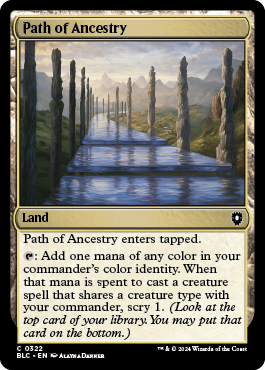 Path of Ancestry
Land
Path of Ancestry enters tapped.
: Add one mana of any color in your
commander's color identity. When
that mana is spent to cast a creature
spell that shares a creature type with
your commander, scry 1. (Look at the
top card of your library. You may put that
card on the bottom.)
C 0322
BLC • EN Alayna Danner
™ & © 2024 Wizards of the Coast